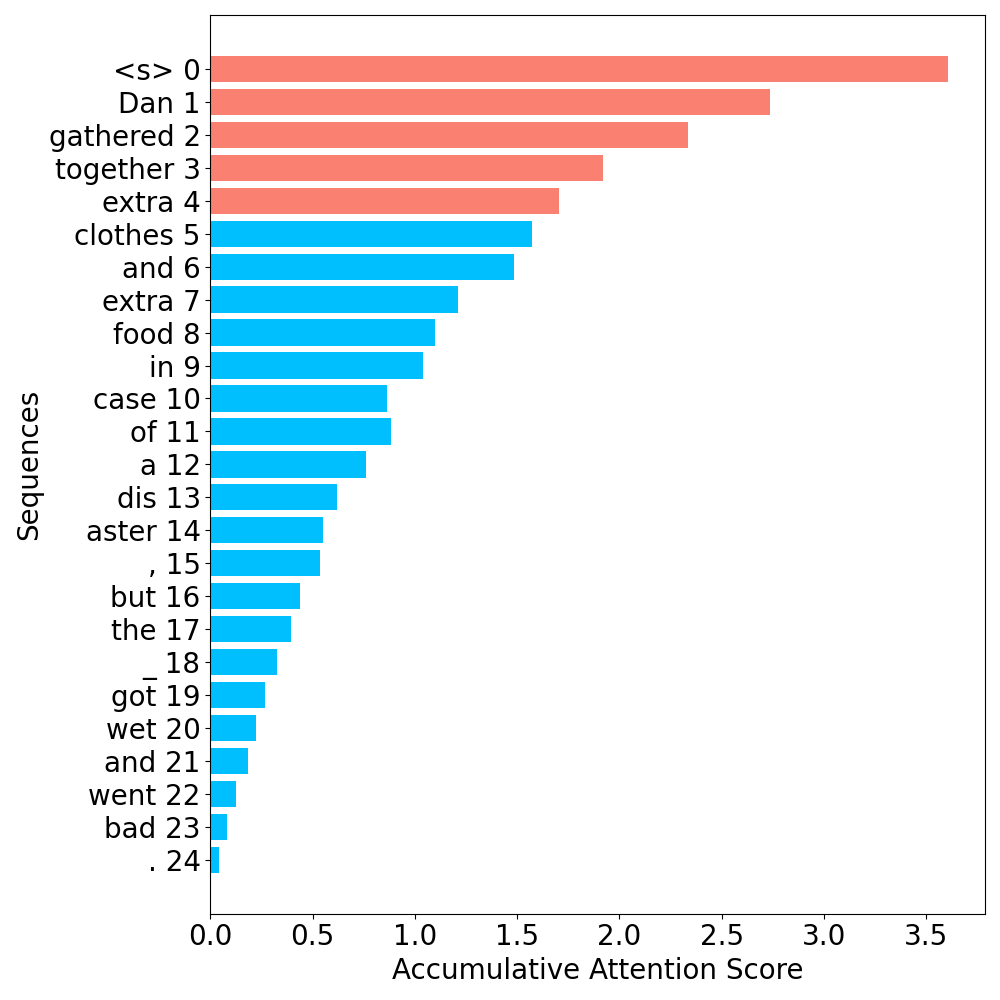 <s> 0
Dan 1
gathered 2
together 3
extra 4
clothes 5
and 6
extra 7
food 8
in 9
case 10
of 11
a 12
dis 13
aster 14
, 15
but 16
the 17
_ 18
got 19
wet 20
and 21
went 22
bad 23
. 24
Sequences
0.0 0.5 1.0 1.5 2.0 2.5 3.0 3.5
Accumulative Attention Score